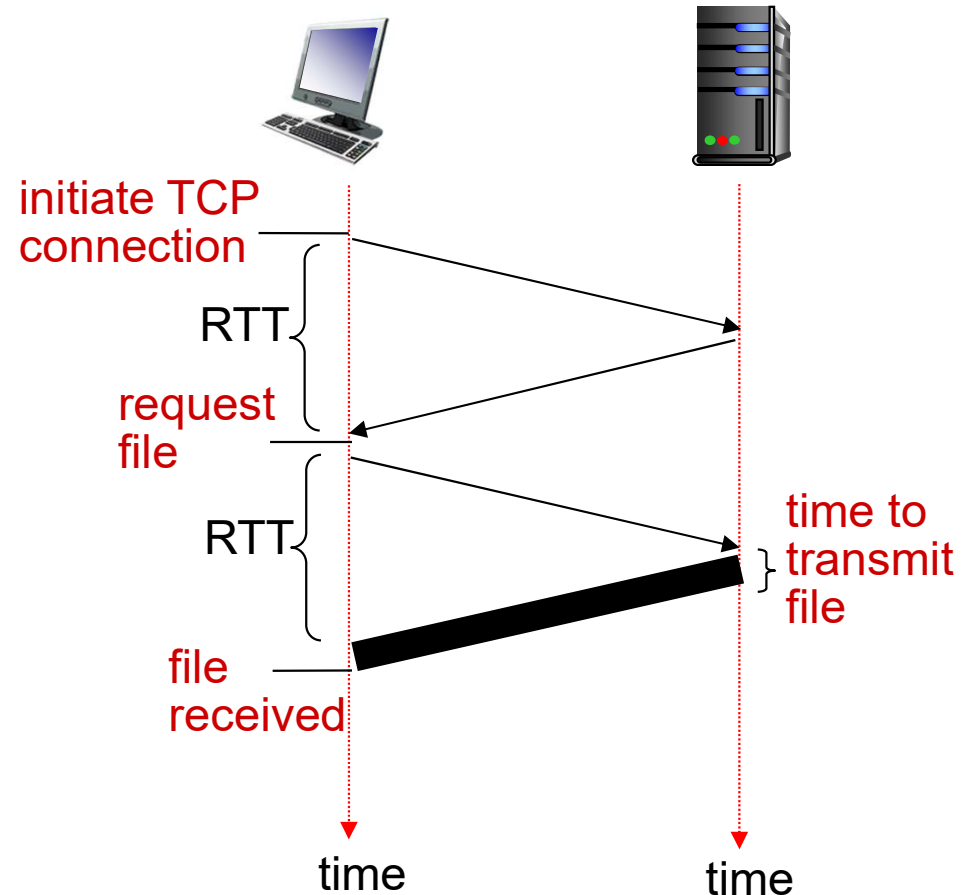 initiate TCP
connection
RTT
request
file
RTT
time to
transmit
file
file
received
time
time